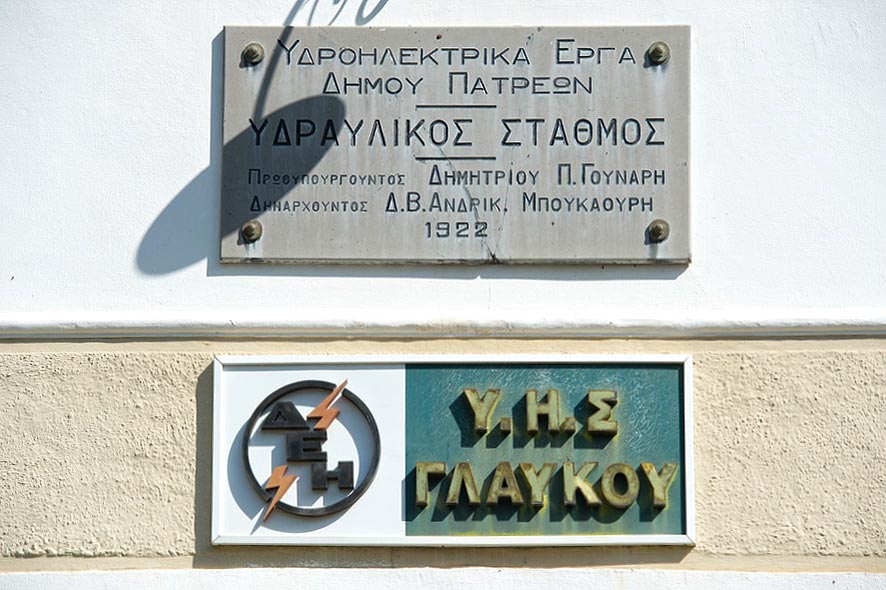 ΥΔΡΟΗΛΕΚΤΡΙΚΑ ΕΡΓΑ
ΔΗΜΟΥ ΠΑΤΡΕΩΝ
ΥΔΡΑΥΛΙΚΟΣ ΣΤΑΘΜΟΣ
ΠΡΩΘΥΠΟΥΡΓΟΥΝΤΟΣ ΔΗΜΗΤΡΙΟΥ Π. ΓΟΥΝΑΡΗ
ΔΗΜΑΡΧΟΥΝΤΟΣ Δ. Β. ΑΝΔΡΙΚ. ΜΠΟΥΚΑΟΥΡΗ
1922
ΔΕΗ
Υ.Η.Σ
ΓΛΑΥΚΟΥ